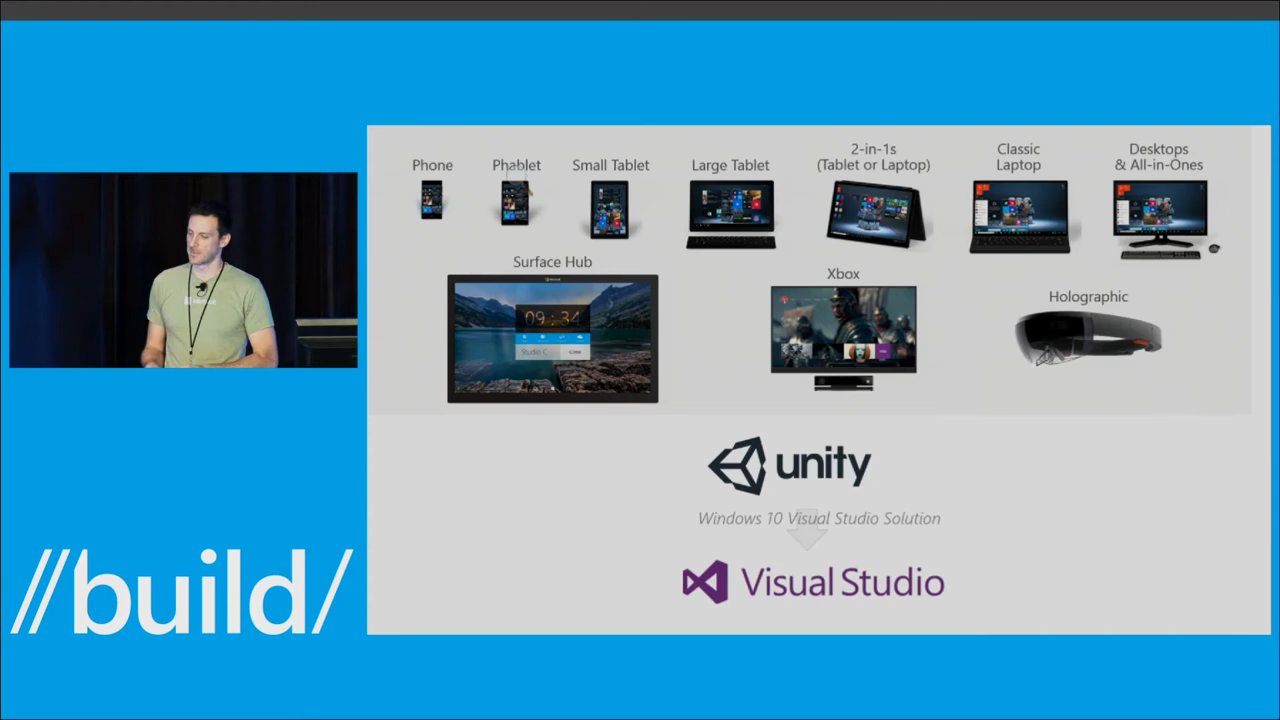 Phone
Phablet
Small Tablet
Large Tablet
2-in-1s
(Tablet or Laptop)
Classic
Laptop
Desktops
& All-in-Ones
Surface Hub
Xbox
Holographic
09:34
Studio C
unity
Windows 10 Visual Studio Solution
Visual Studio
//build/